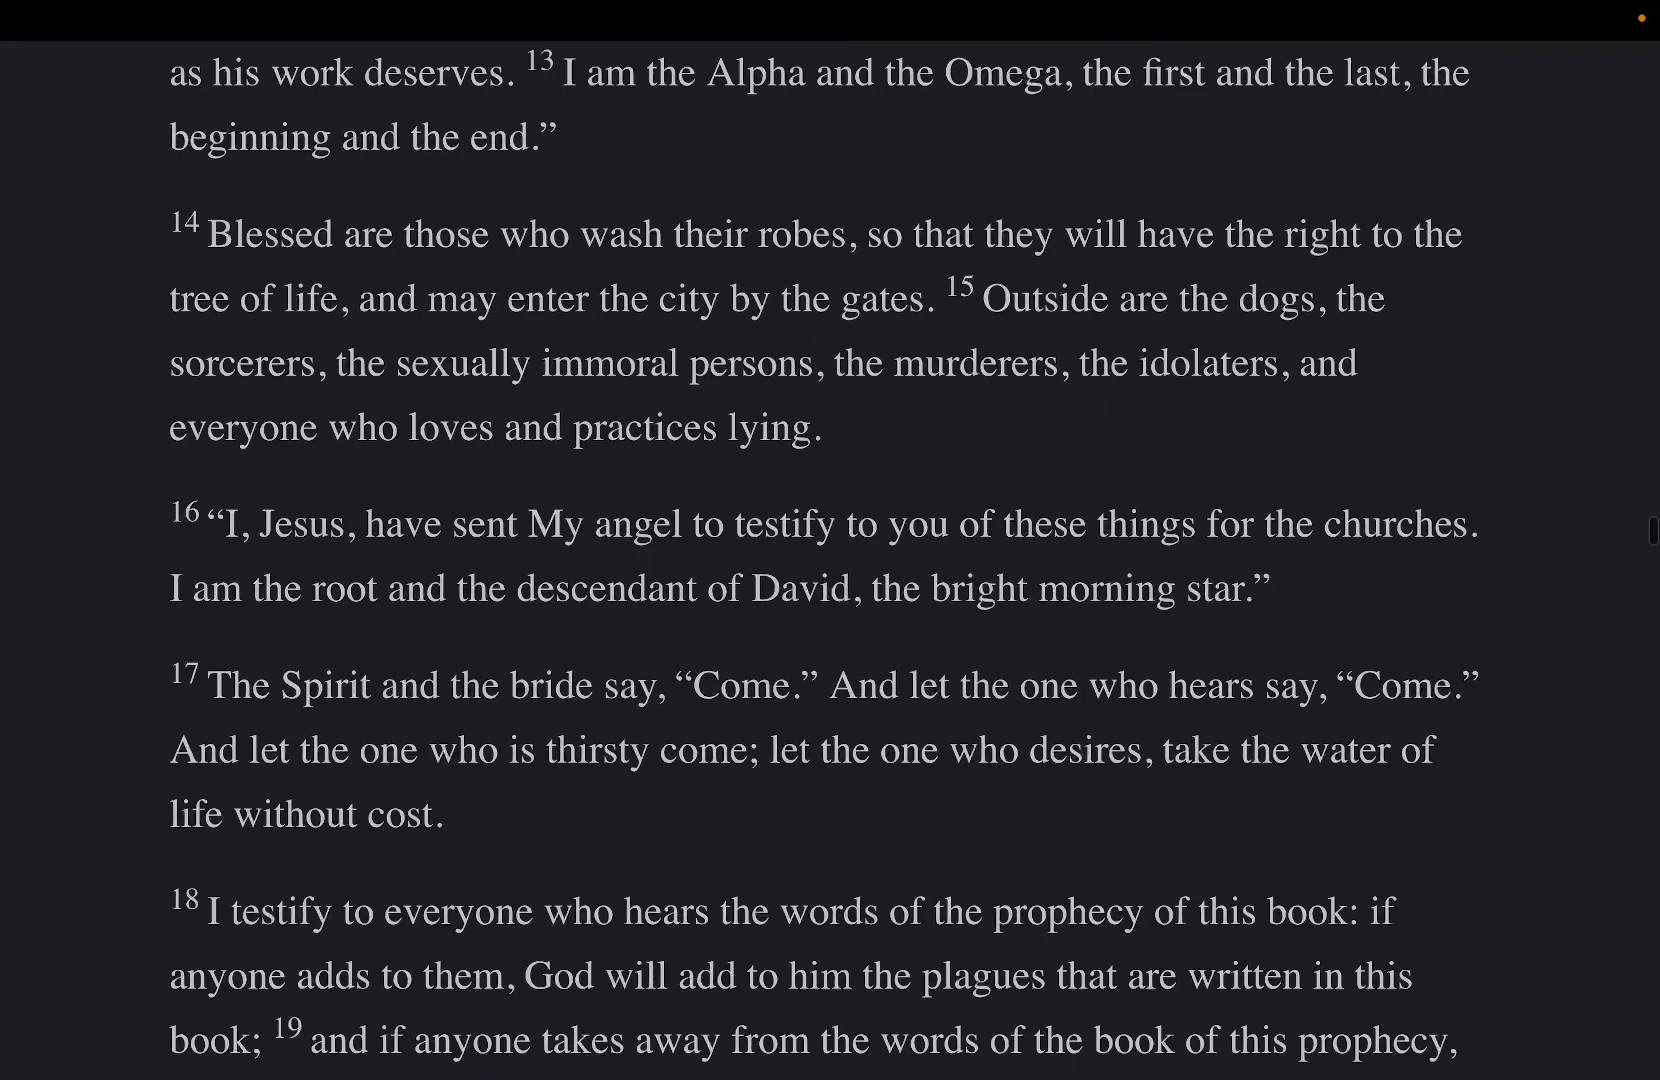 as his work deserves. 13 I am the Alpha and the Omega, the first and the last, the
beginning and the end.”
14 Blessed are those who wash their robes, so that they will have the right to the
tree of life, and may enter the city by the gates. 15 Outside are the dogs, the
sorcerers, the sexually immoral persons, the murderers, the idolaters, and
everyone who loves and practices lying.
16 “I, Jesus, have sent My angel to testify to you of these things for the churches.
I am the root and the descendant of David, the bright morning star.”
17 The Spirit and the bride say, “Come.” And let the one who hears say, “Come.”
And let the one who is thirsty come; let the one who desires, take the water of
life without cost.
18 I testify to everyone who hears the words of the prophecy of this book: if
anyone adds to them, God will add to him the plagues that are written in this
book; 19 and if anyone takes away from the words of the book of this prophecy,